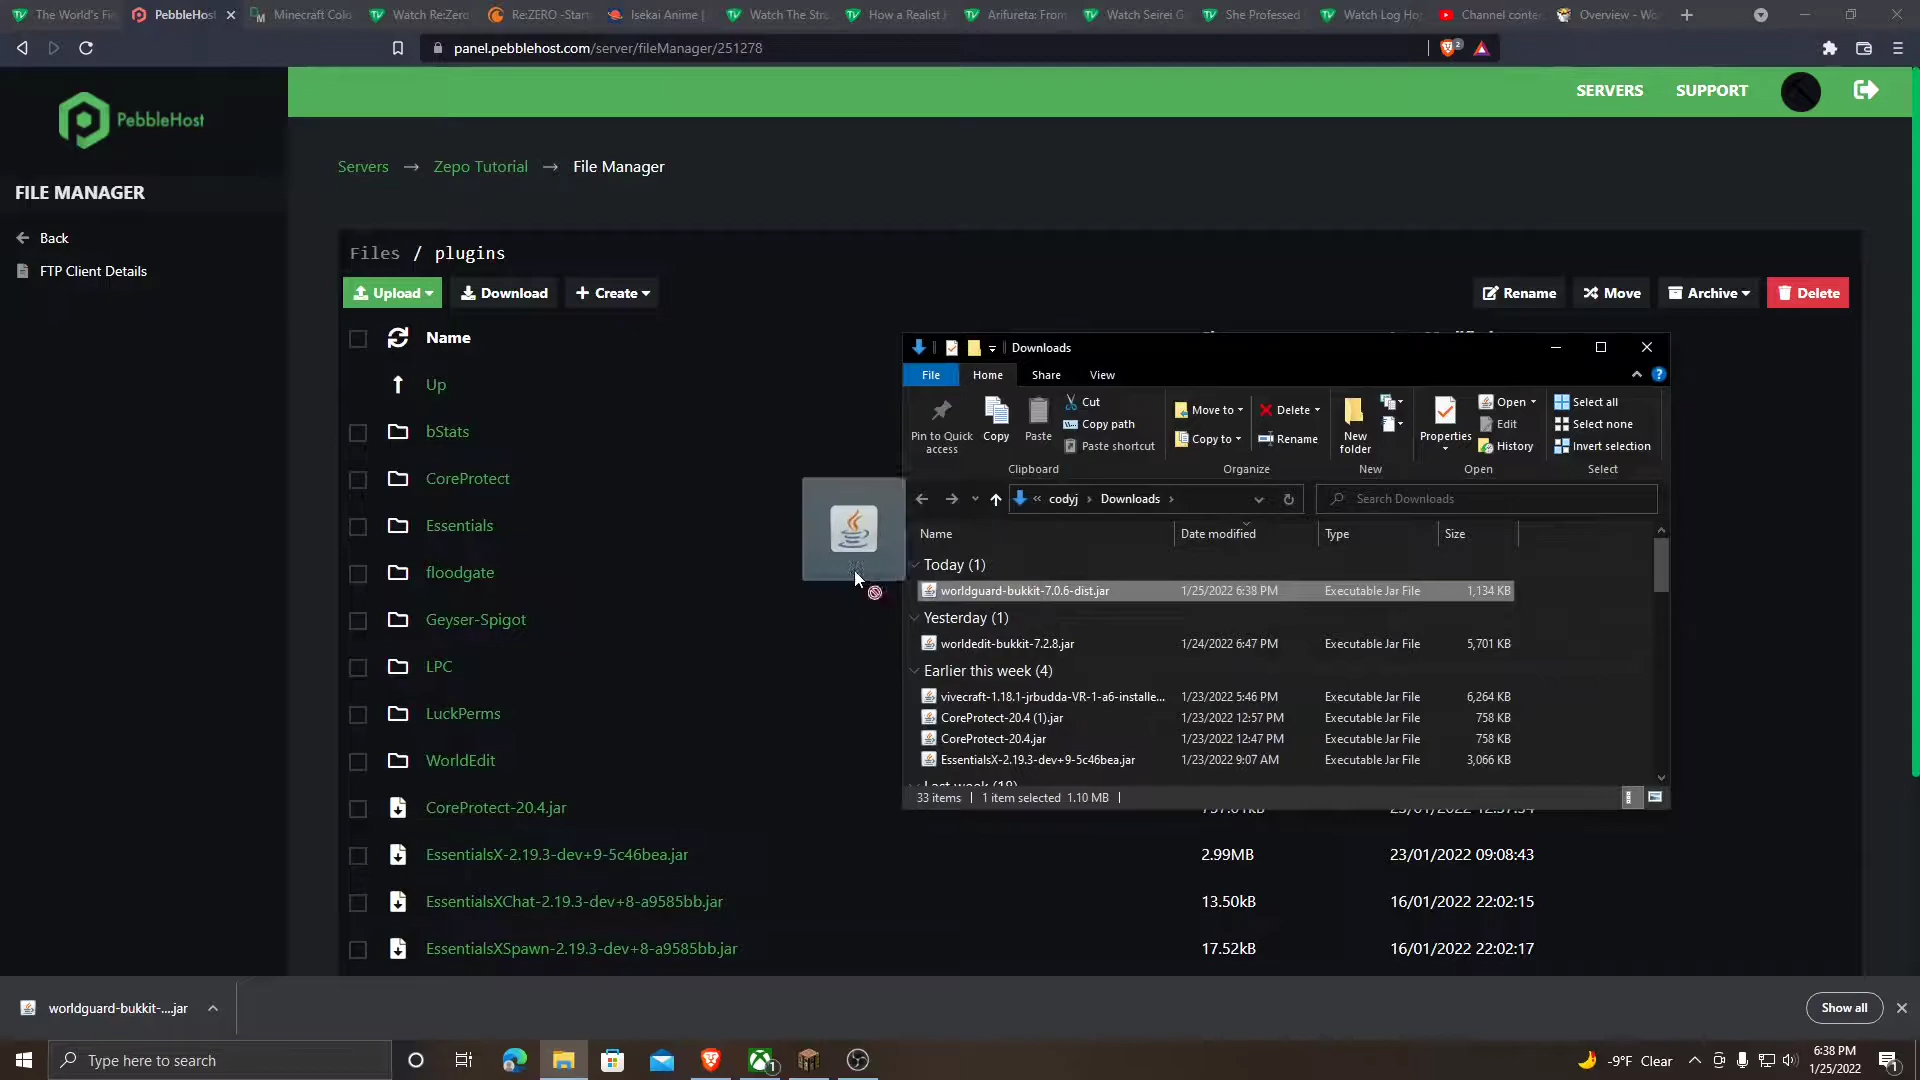 The World's Fi
PebbleHost
Minecraft Colo
Watch Re:Zero
Re:ZERO -Start
Isekai Anime |
Watch The Stra
How a Realist
Arifureta: From
Watch Seirei G
She Professed
Watch Log Ho
Channel conten
Overview - Wo
panel.pebblehost.com/server/fileManager/251278
2
PebbleHost
SERVERS
SUPPORT
FILE MANAGER
Back
FTP Client Details
Servers → Zepo Tutorial → File Manager
Files / plugins
Upload
Download
Create
Rename
Move
Archive
Delete
Name
Up
bStats
CoreProtect
Essentials
floodgate
Geyser-Spigot
LPC
LuckPerms
WorldEdit
CoreProtect-20.4.jar
EssentialsX-2.19.3-dev+9-5c46bea.jar 2.99MB 23/01/2022 09:08:43
EssentialsXChat-2.19.3-dev+8-a9585bb.jar 13.50kB 16/01/2022 22:02:15
EssentialsXSpawn-2.19.3-dev+8-a9585bb.jar 17.52kB 16/01/2022 22:02:17
Downloads
File Home Share View
Pin to Quick access
Copy
Paste
Cut
Copy path
Paste shortcut
Move to
Copy to
Delete
Rename
New folder
Properties
Open
Edit
History
Select all
Select none
Invert selection
Clipboard Organize New Open Select
« codyj › Downloads ›
Search Downloads
Name Date modified Type Size
Today (1)
worldguard-bukkit-7.0.6-dist.jar 1/25/2022 6:38 PM Executable Jar File 1,134 KB
Yesterday (1)
worldedit-bukkit-7.2.8.jar 1/24/2022 6:47 PM Executable Jar File 5,701 KB
Earlier this week (4)
vivecraft-1.18.1-jrbudda-VR-1-a6-installe... 1/23/2022 5:46 PM Executable Jar File 6,264 KB
CoreProtect-20.4 (1).jar 1/23/2022 12:57 PM Executable Jar File 758 KB
CoreProtect-20.4.jar 1/23/2022 12:47 PM Executable Jar File 758 KB
EssentialsX-2.19.3-dev+9-5c46bea.jar 1/23/2022 9:07 AM Executable Jar File 3,066 KB
33 items | 1 item selected 1.10 MB |
worldguard-bukkit-....jar
Show all
Type here to search
1
-9°F Clear
6:38 PM
1/25/2022
1